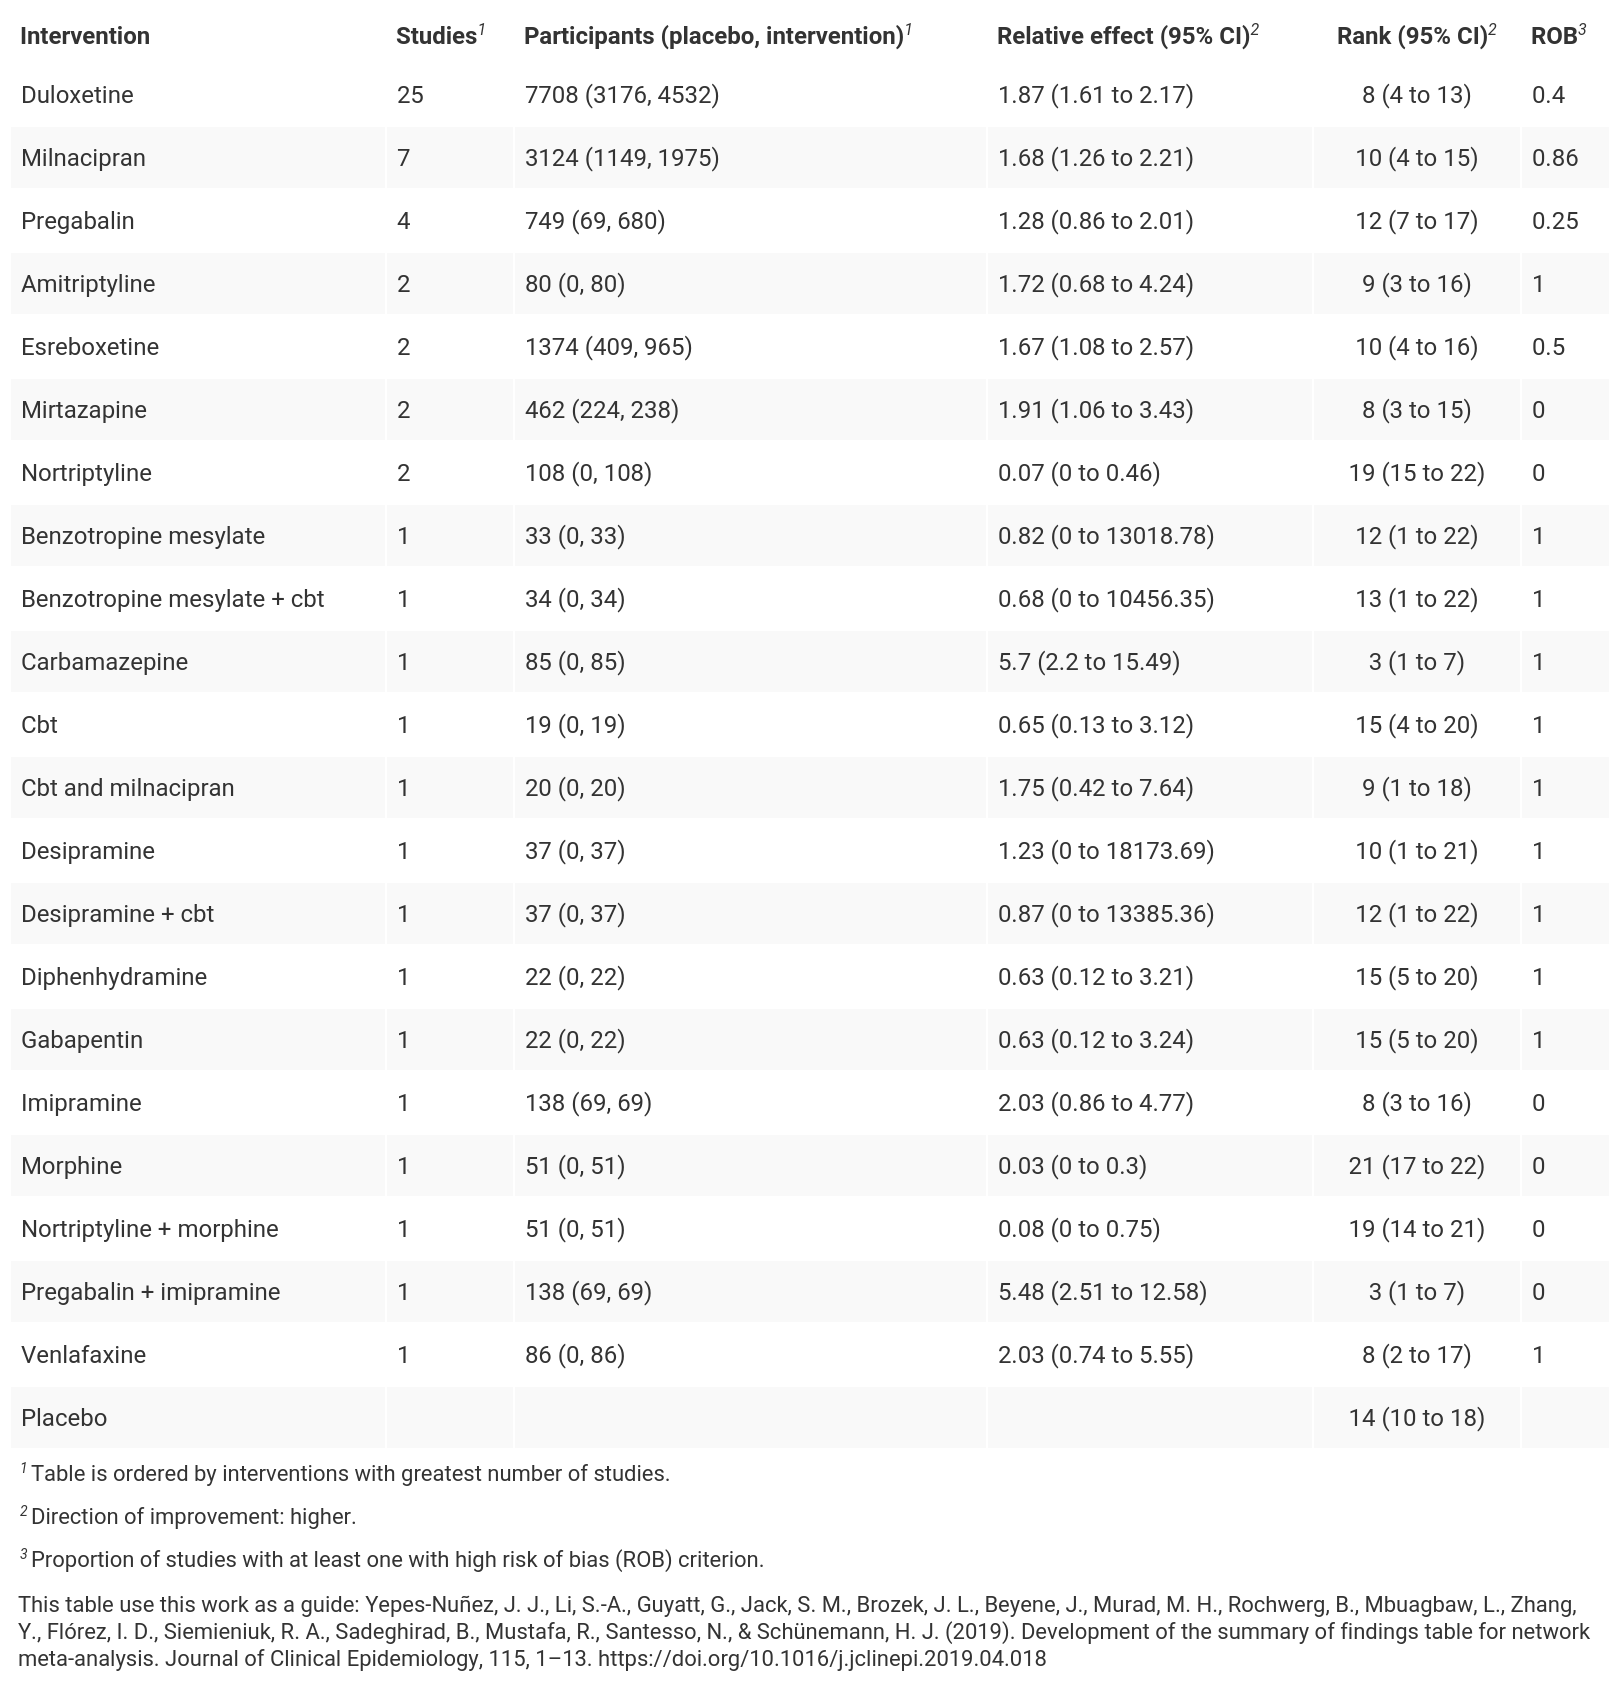 Intervention Studies1 Participants (placebo, intervention)1 Relative effect (95% CI)2 Rank (95% CI)2 ROB3
Duloxetine 25 7708 (3176, 4532) 1.87 (1.61 to 2.17) 8 (4 to 13) 0.4
Milnacipran 7 3124 (1149, 1975) 1.68 (1.26 to 2.21) 10 (4 to 15) 0.86
Pregabalin 4 749 (69, 680) 1.28 (0.86 to 2.01) 12 (7 to 17) 0.25
Amitriptyline 2 80 (0, 80) 1.72 (0.68 to 4.24) 9 (3 to 16) 1
Esreboxetine 2 1374 (409, 965) 1.67 (1.08 to 2.57) 10 (4 to 16) 0.5
Mirtazapine 2 462 (224, 238) 1.91 (1.06 to 3.43) 8 (3 to 15) 0
Nortriptyline 2 108 (0, 108) 0.07 (0 to 0.46) 19 (15 to 22) 0
Benzotropine mesylate 1 33 (0, 33) 0.82 (0 to 13018.78) 12 (1 to 22) 1
Benzotropine mesylate + cbt 1 34 (0, 34) 0.68 (0 to 10456.35) 13 (1 to 22) 1
Carbamazepine 1 85 (0, 85) 5.7 (2.2 to 15.49) 3 (1 to 7) 1
Cbt 1 19 (0, 19) 0.65 (0.13 to 3.12) 15 (4 to 20) 1
Cbt and milnacipran 1 20 (0, 20) 1.75 (0.42 to 7.64) 9 (1 to 18) 1
Desipramine 1 37 (0, 37) 1.23 (0 to 18173.69) 10 (1 to 21) 1
Desipramine + cbt 1 37 (0, 37) 0.87 (0 to 13385.36) 12 (1 to 22) 1
Diphenhydramine 1 22 (0, 22) 0.63 (0.12 to 3.21) 15 (5 to 20) 1
Gabapentin 1 22 (0, 22) 0.63 (0.12 to 3.24) 15 (5 to 20) 1
Imipramine 1 138 (69, 69) 2.03 (0.86 to 4.77) 8 (3 to 16) 0
Morphine 1 51 (0, 51) 0.03 (0 to 0.3) 21 (17 to 22) 0
Nortriptyline + morphine 1 51 (0, 51) 0.08 (0 to 0.75) 19 (14 to 21) 0
Pregabalin + imipramine 1 138 (69, 69) 5.48 (2.51 to 12.58) 3 (1 to 7) 0
Venlafaxine 1 86 (0, 86) 2.03 (0.74 to 5.55) 8 (2 to 17) 1
Placebo 14 (10 to 18)
1 Table is ordered by interventions with greatest number of studies.
2 Direction of improvement: higher.
3 Proportion of studies with at least one with high risk of bias (ROB) criterion.
This table use this work as a guide: Yepes-Nuñez, J. J., Li, S.-A., Guyatt, G., Jack, S. M., Brozek, J. L., Beyene, J., Murad, M. H., Rochwerg, B., Mbuagbaw, L., Zhang,
Y., Flórez, I. D., Siemieniuk, R. A., Sadeghirad, B., Mustafa, R., Santesso, N., & Schünemann, H. J. (2019). Development of the summary of findings table for network
meta-analysis. Journal of Clinical Epidemiology, 115, 1–13. https://doi.org/10.1016/j.jclinepi.2019.04.018